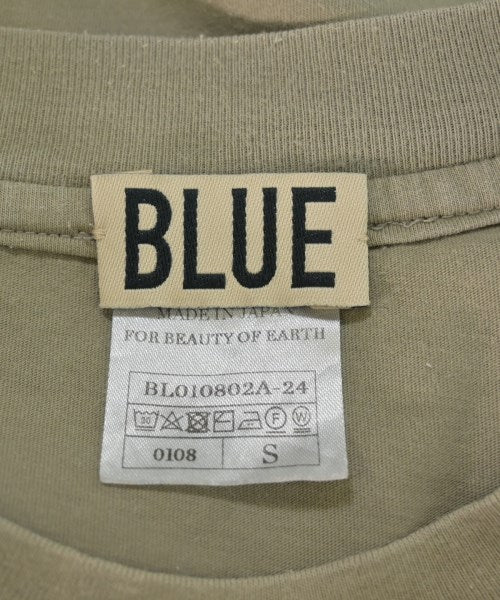 BLUE
MADE IN JAPAN
FOR BEAUTY OF EARTH
BL010802A-24
F W
0108 S